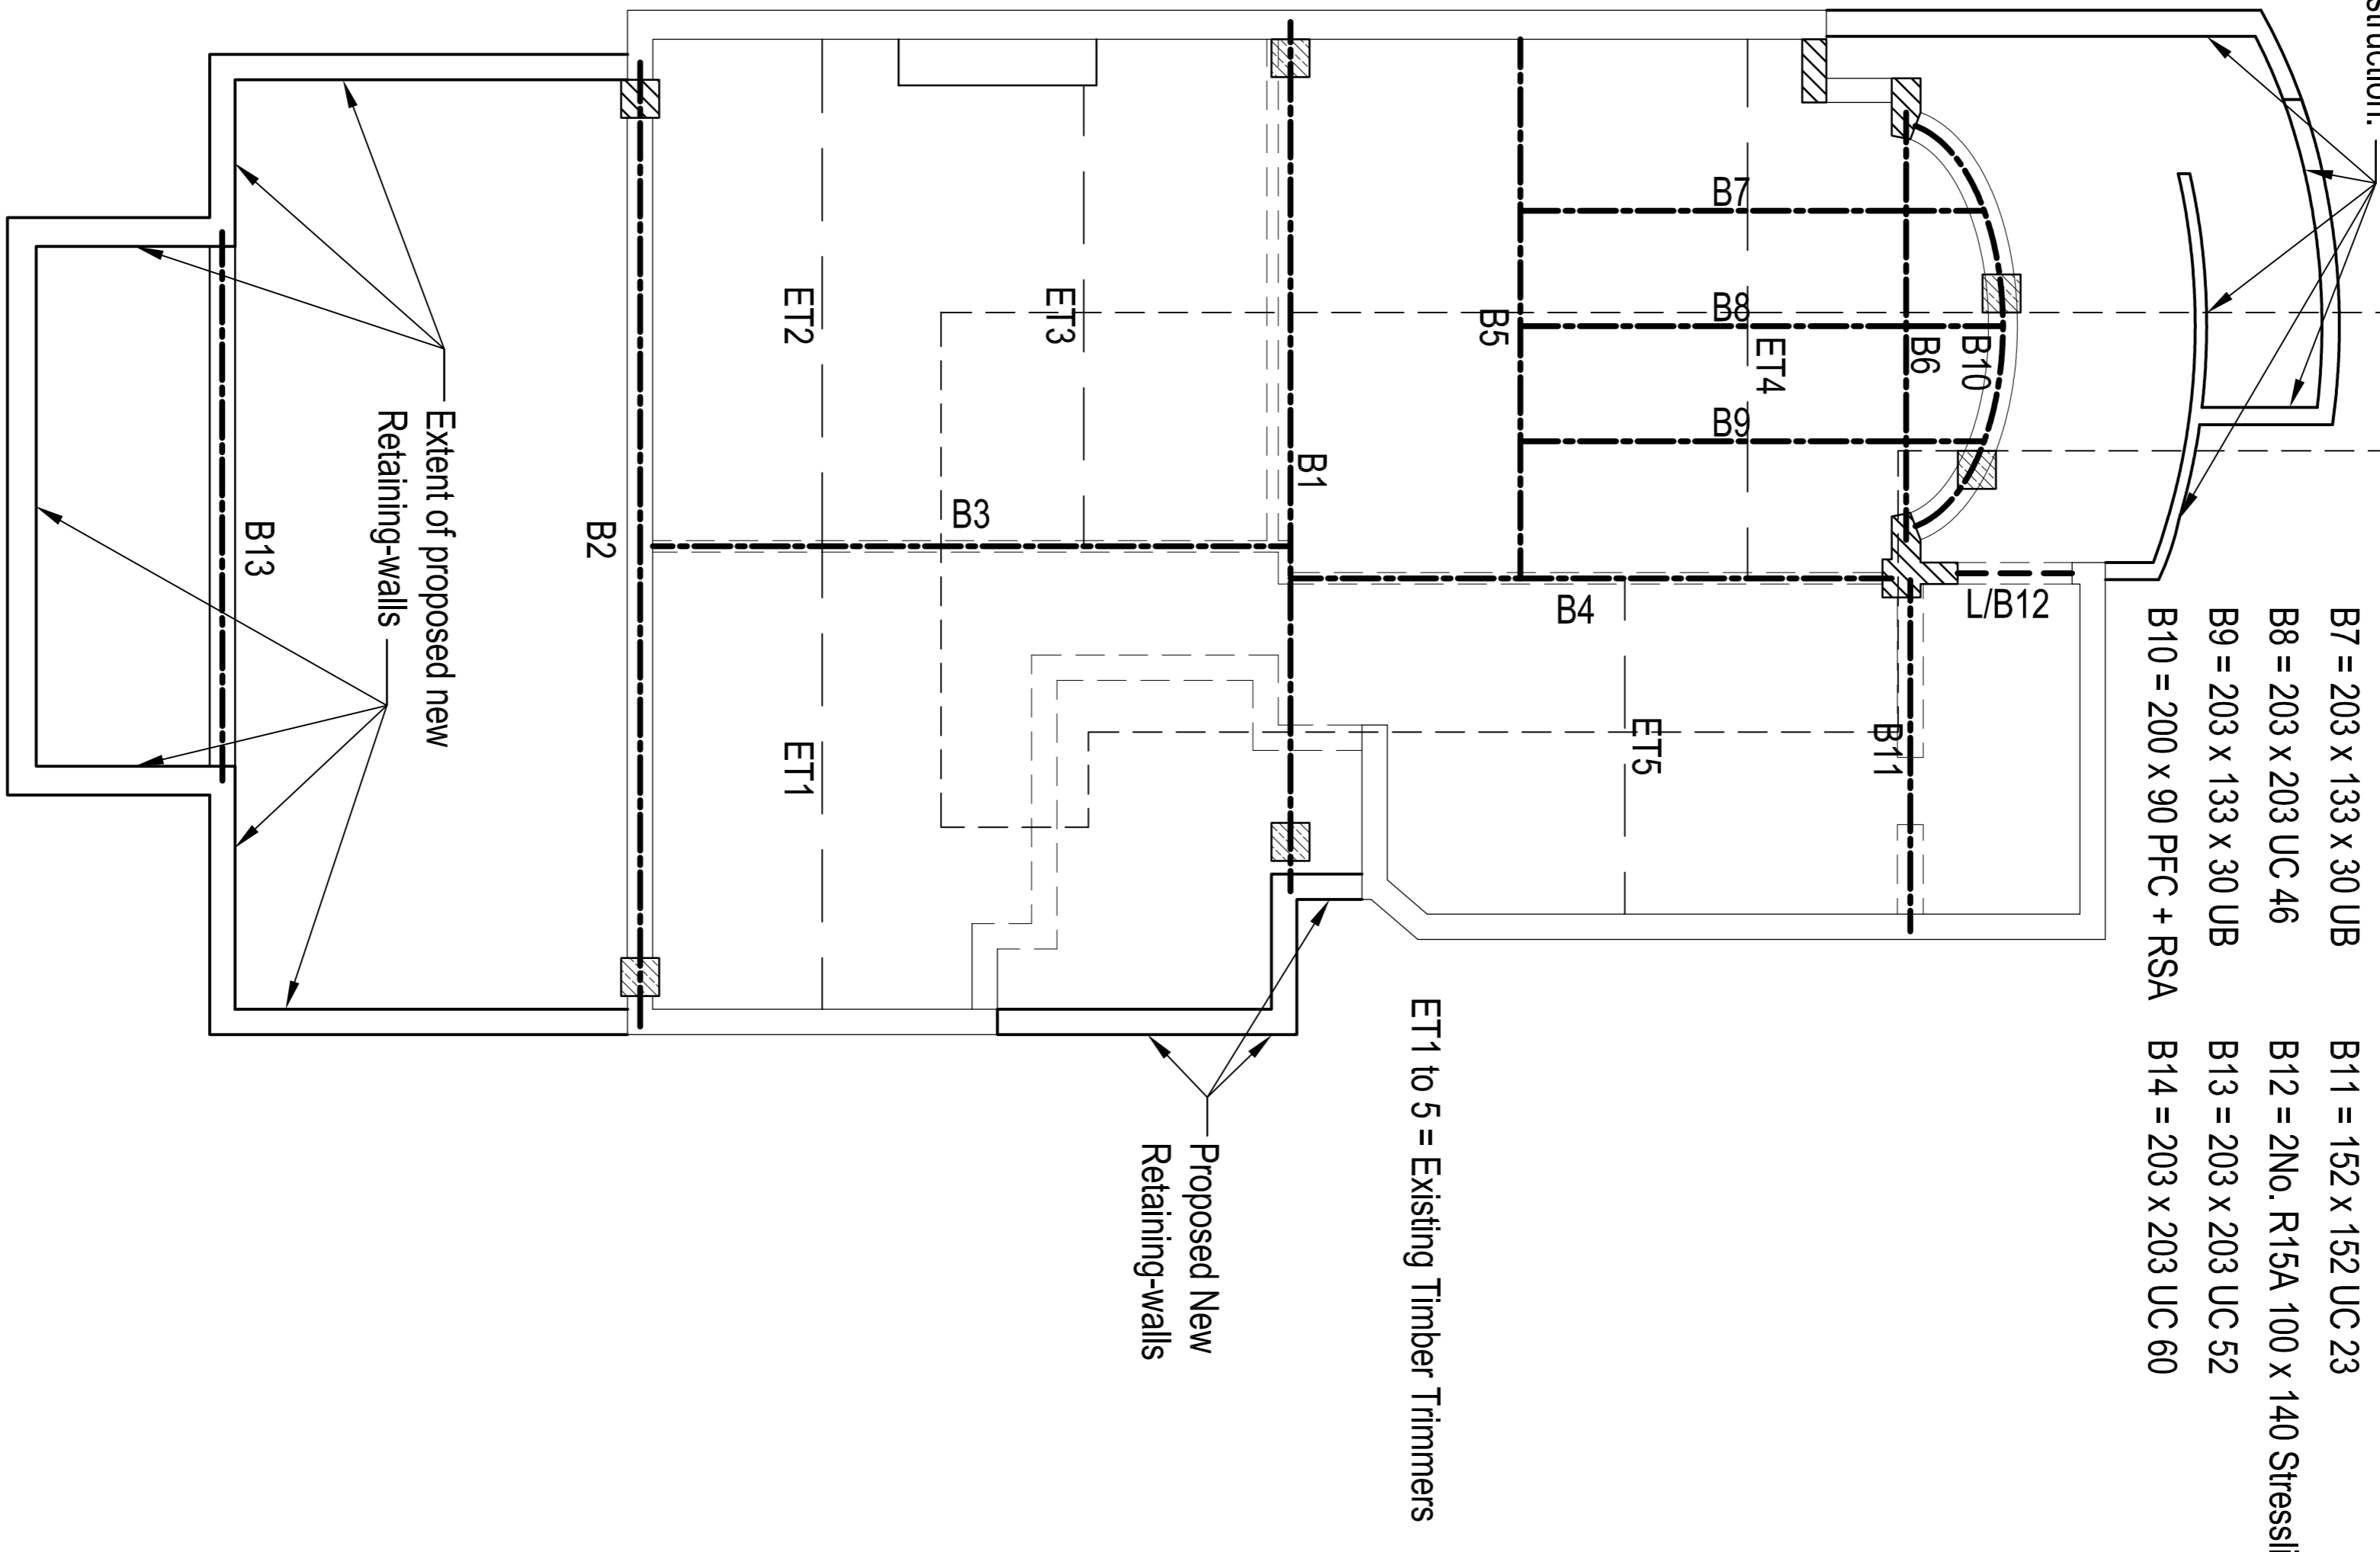 struction.
B7 = 203 x 133 x 30 UB
B8 = 203 x 203 UC 46
B9 = 203 x 133 x 30 UB
B10 = 200 x 90 PFC + RSA
B11 = 152 x 152 UC 23
B12 = 2No. R15A 100 x 140 Stressli
B13 = 203 x 203 UC 52
B14 = 203 x 203 UC 60
L/B12
B10
B6
B11
B7
B8
B9
ET4
ET5
B4
B5
B1
ET1 to 5 = Existing Timber Trimmers
Proposed New
Retaining-walls
ET3
B3
ET2
ET1
B2
Extent of proposed new
Retaining-walls
B13